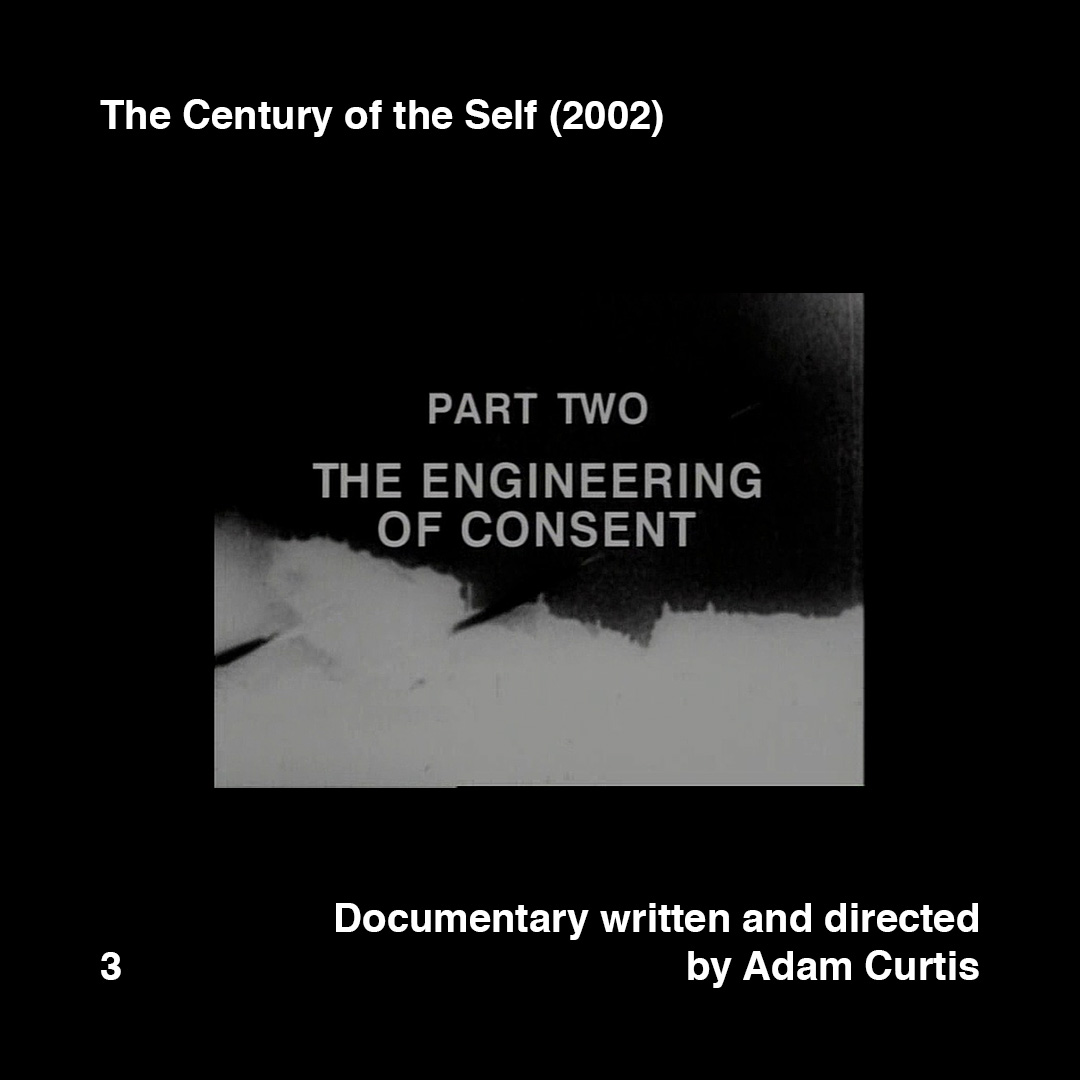 The Century of the Self (2002)
PART TWO
THE ENGINEERING
OF CONSENT
Documentary written and directed
by Adam Curtis
3